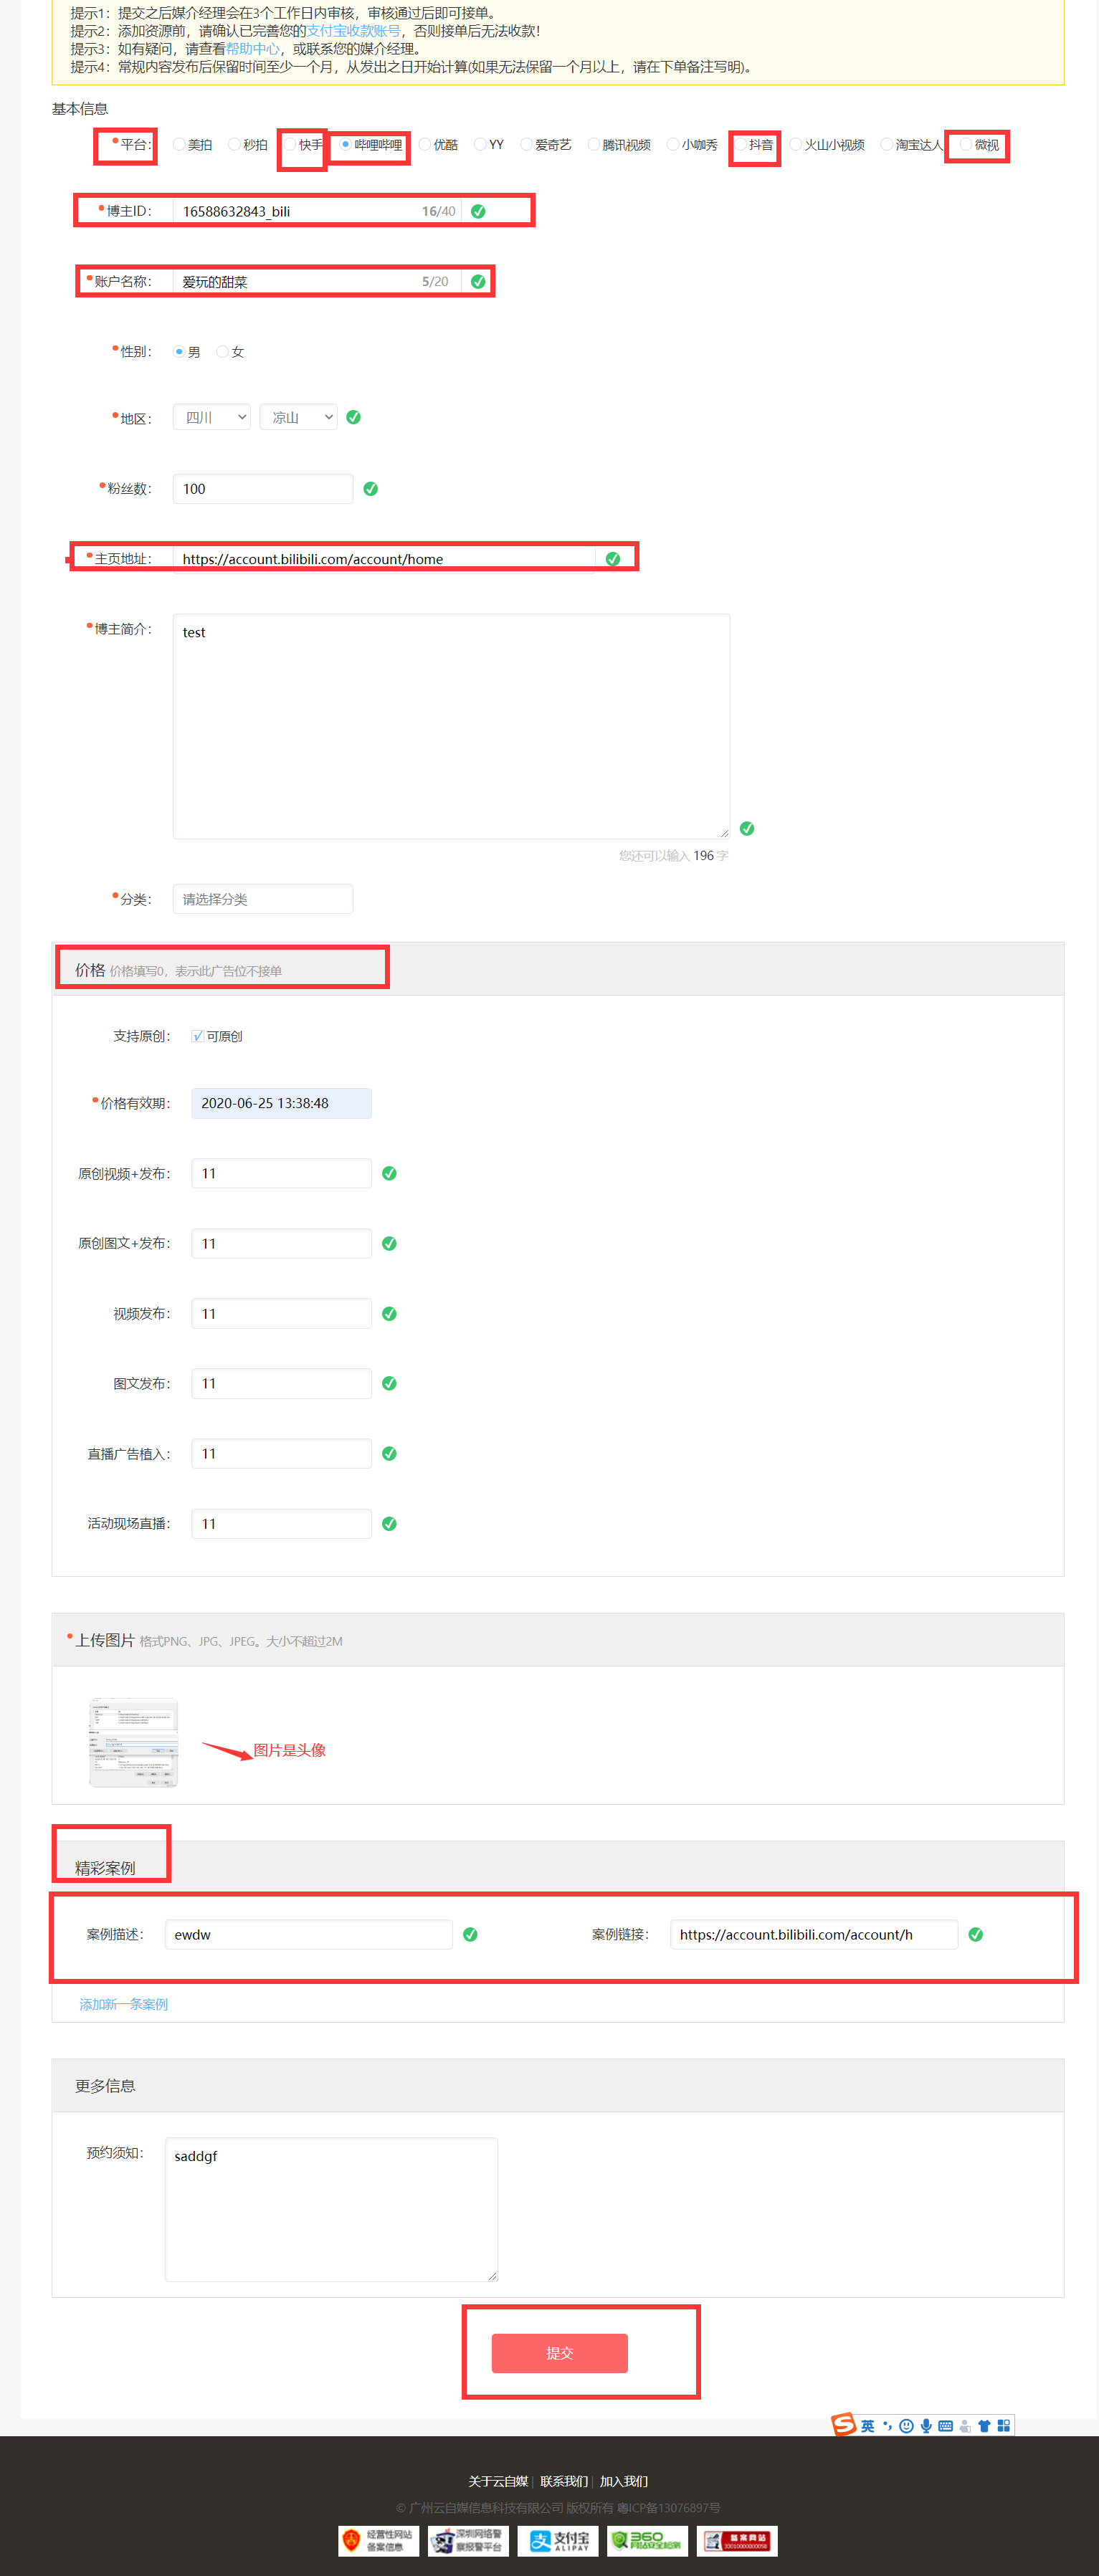 提示1：提交之后媒介经理会在3个工作日内审核，审核通过后即可接单。
提示2：添加资源前，请确认已完善您的支付宝收款账号，否则接单后无法收款！
提示3：如有疑问，请查看帮助中心，或联系您的媒介经理。
提示4：常规内容发布后保留时间至少一个月，从发出之日开始计算(如果无法保留一个月以上，请在下单备注写明)。
基本信息
平台： 美拍 秒拍 快手 哔哩哔哩 优酷 YY 爱奇艺 腾讯视频 小咖秀 抖音 火山小视频 淘宝达人 微视
博主ID： 16588632843_bili 16/40
账户名称： 爱玩的甜菜 5/20
性别： 男 女
地区： 四川 凉山
粉丝数： 100
主页地址： https://account.bilibili.com/account/home
博主简介： test
您还可以输入 196 字
分类： 请选择分类
价格 价格填写0，表示此广告位不接单
支持原创： 可原创
价格有效期： 2020-06-25 13:38:48
原创视频+发布： 11
原创图文+发布： 11
视频发布： 11
图文发布： 11
直播广告植入： 11
活动现场直播： 11
上传图片 格式PNG、JPG、JPEG。大小不超过2M
图片是头像
精彩案例
案例描述： ewdw 案例链接： https://account.bilibili.com/account/h
添加新一条案例
更多信息
预约须知： saddgf
提交
英
关于云自媒 | 联系我们 | 加入我们
© 广州云自媒信息科技有限公司 版权所有 粤ICP备13076897号
经营性网站 备案信息 深圳网络警 察报警平台 支付宝 ALIPAY 360 网站安全检测 备案网站